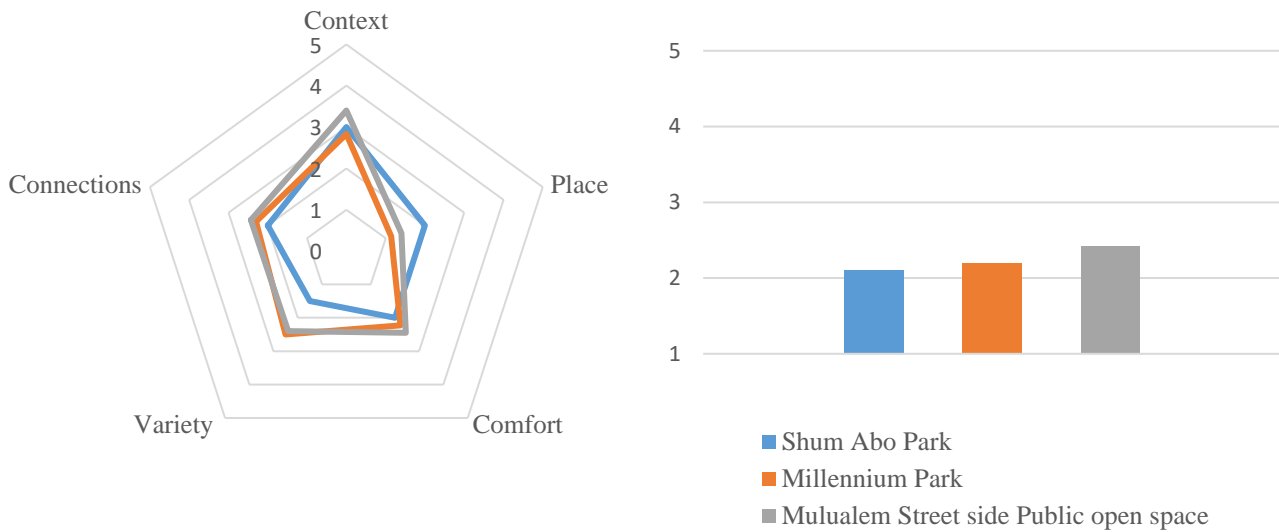 Context
5
4
3
2
1
0
Connections
Place
Variety
Comfort
5
4
3
2
1
Shum Abo Park
Millennium Park
Mulualem Street side Public open space